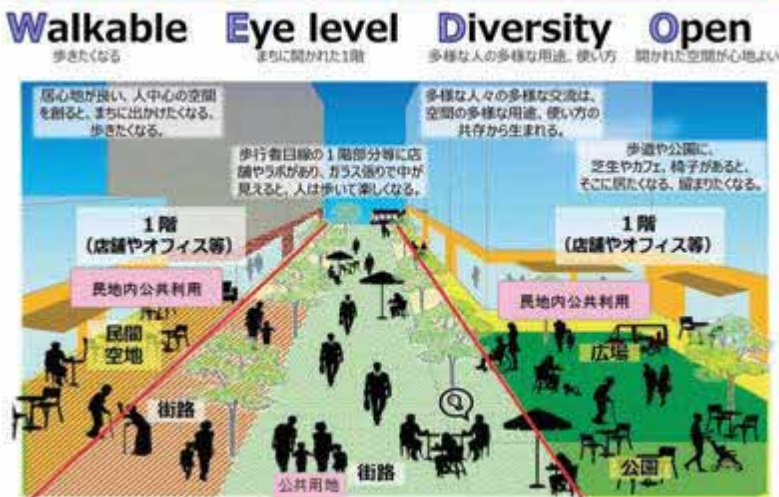 Walkable
歩きたくなる
Eye level
まちに開かれた1階
Diversity
多様な人の多様な用途、使い方
Open
開かれた空間が心地よい
居心地が良い、人中心の空間
を創ると、まちに出かけたくなる、
歩きたくなる。
歩行者目線の1階部分等に店
舗やラボがあり、ガラス張りで中が
見えると、人は歩いて楽しくなる。
多様な人々の多様な交流は、
空間の多様な用途、使い方の
共存から生まれる。
歩道や公園に、
芝生やカフェ、椅子があると、
そこに居たくなる、留まりたくなる。
1階
(店舗やオフィス等)
民地内公共利用
民間
空地
街路
公共用地
街路
1階
(店舗やオフィス等)
民地内公共利用
広場
公園